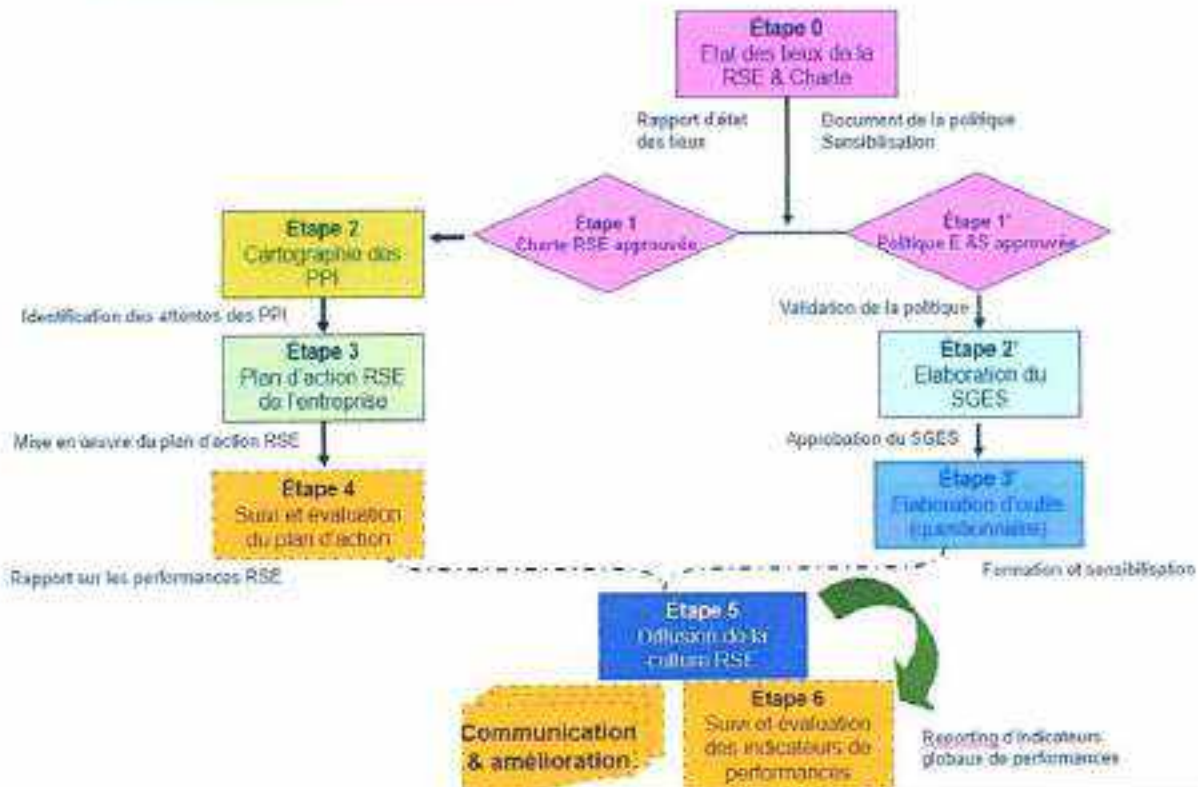 Étape 0
Etat des lieux de la
RSE & Charte
Rapport d'état
des lieux
Document de la politique
Sensibilisation
Étape 1
Charte RSE approuvée
Étape 1'
Politique E &S approuvée
Étape 2
Cartographie des
PPI
Identification des attentes des PPI
Validation de la politique
Étape 3
Plan d'action RSE
de l'entreprise
Étape 2'
Elaboration du
SGES
Mise en œuvre du plan d'action RSE
Approbation du SGES
Étape 4
Suivi et évaluation
du plan d'action
Étape 3'
Elaboration d'outils
(questionnaire)
Rapport sur les performances RSE
Formation et sensibilisation
Etape 5
Diffusion de la
culture RSE
Communication
& amélioration.
Etape 6
Suivi et évaluation
des indicateurs de
performances
Reporting d'indicateurs
globaux de performances